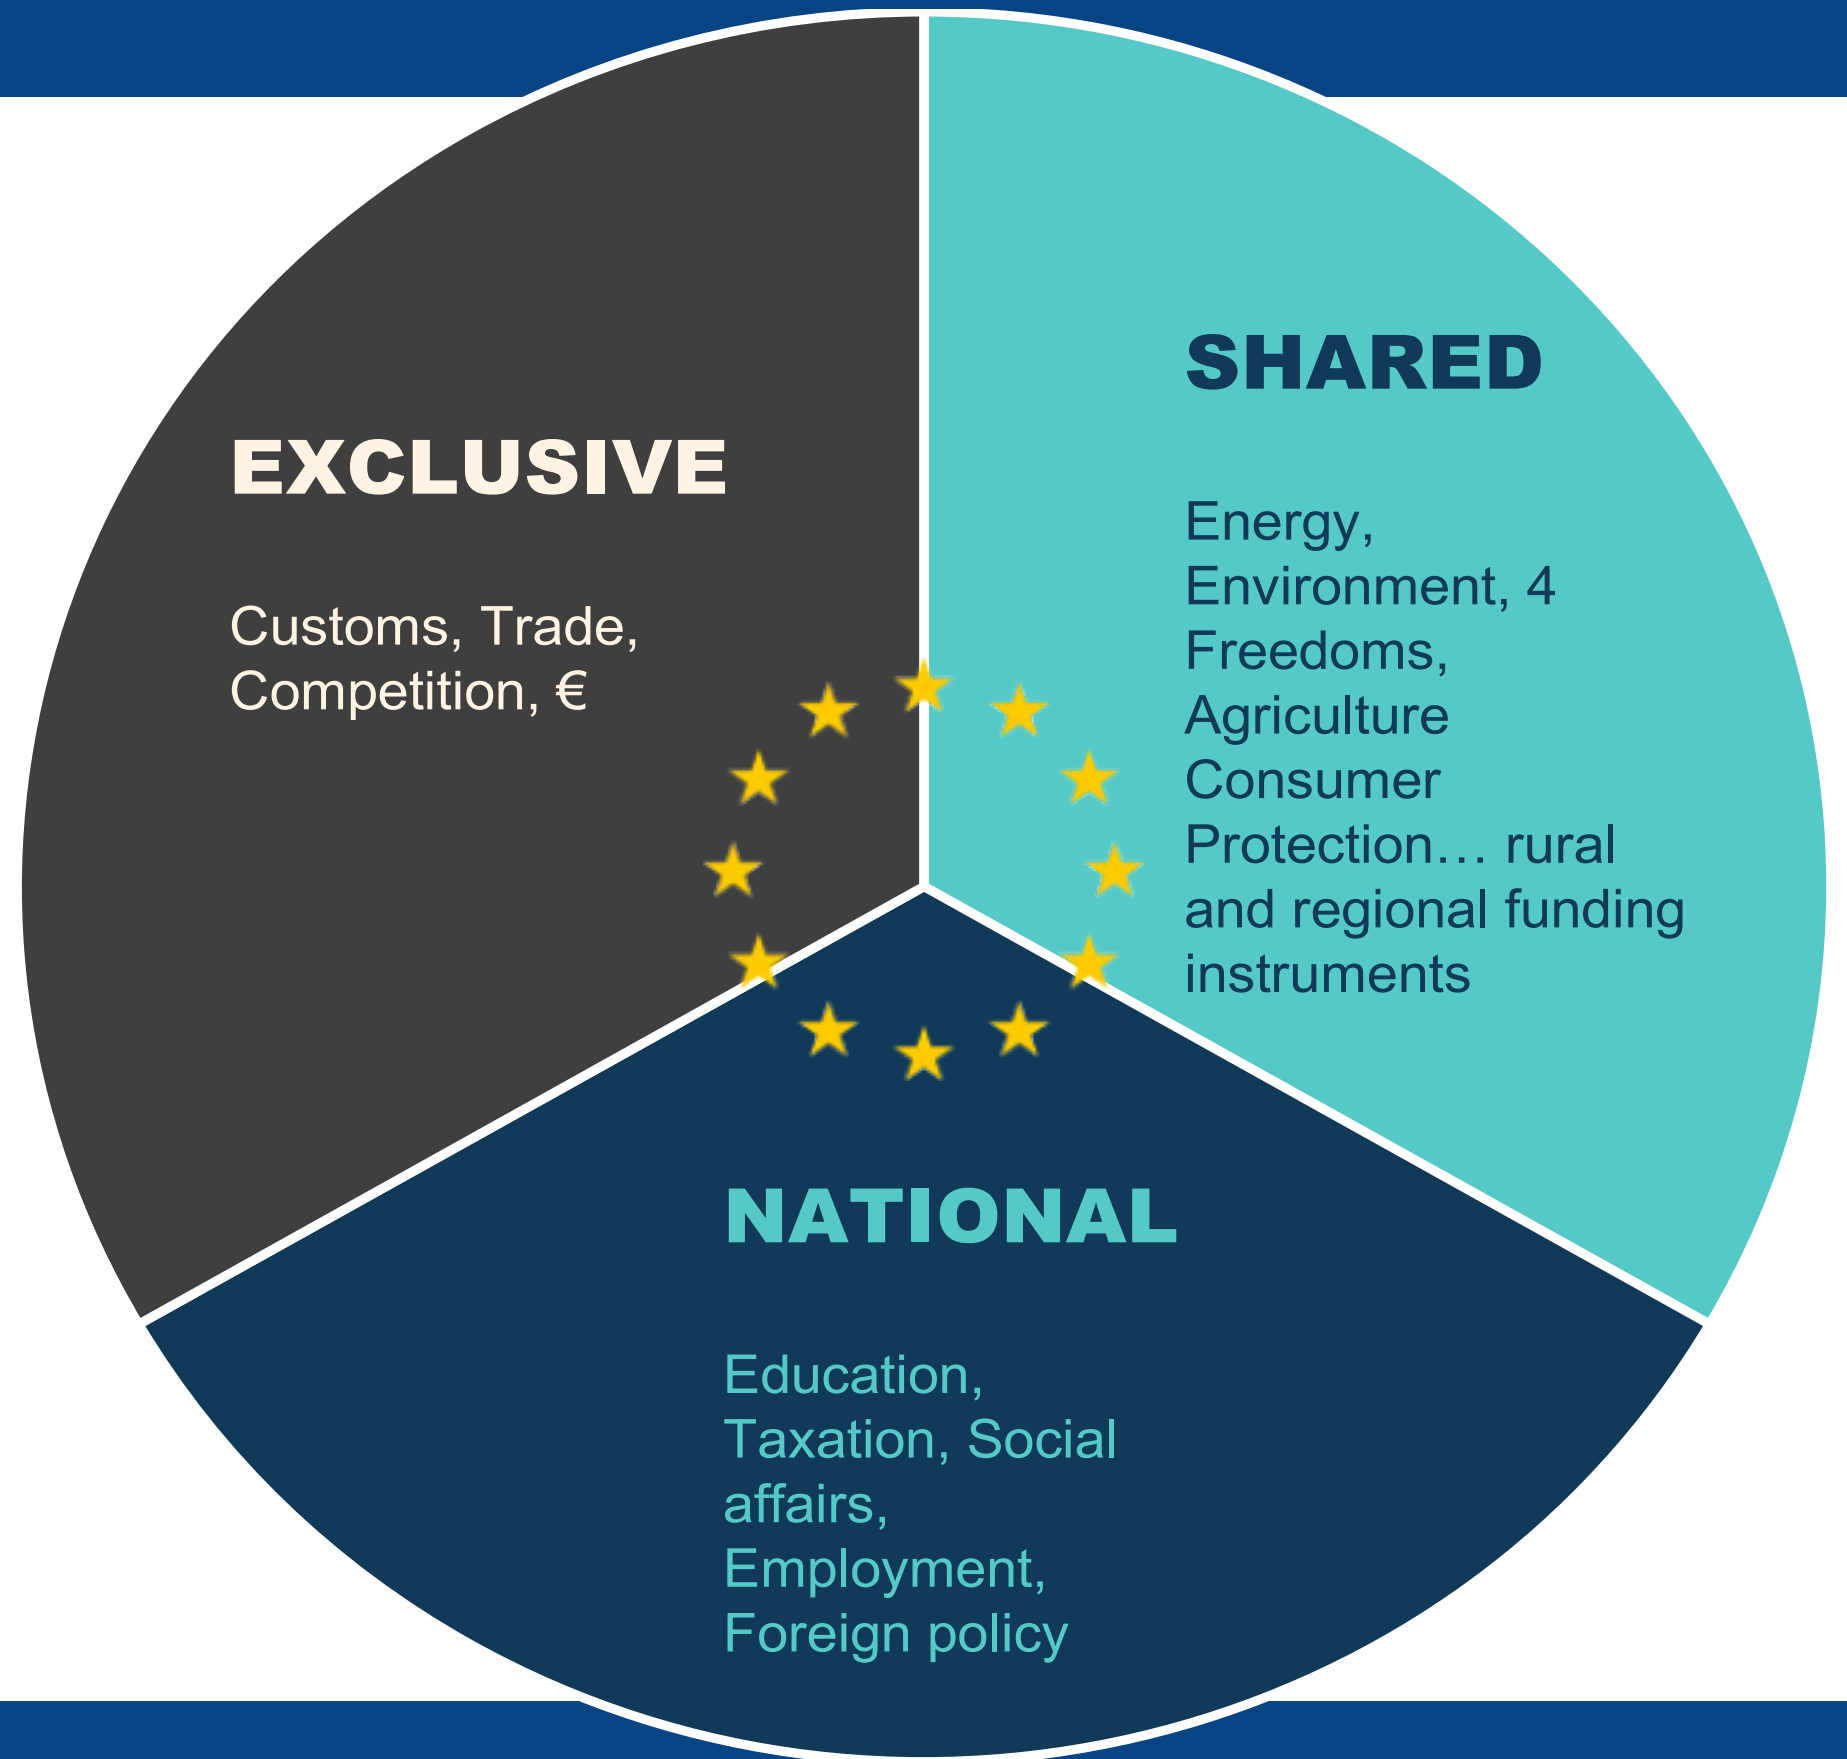 EXCLUSIVE
Customs, Trade,
Competition, €
SHARED
Energy,
Environment, 4
Freedoms,
Agriculture
Consumer
Protection… rural
and regional funding
instruments
NATIONAL
Education,
Taxation, Social
affairs,
Employment,
Foreign policy